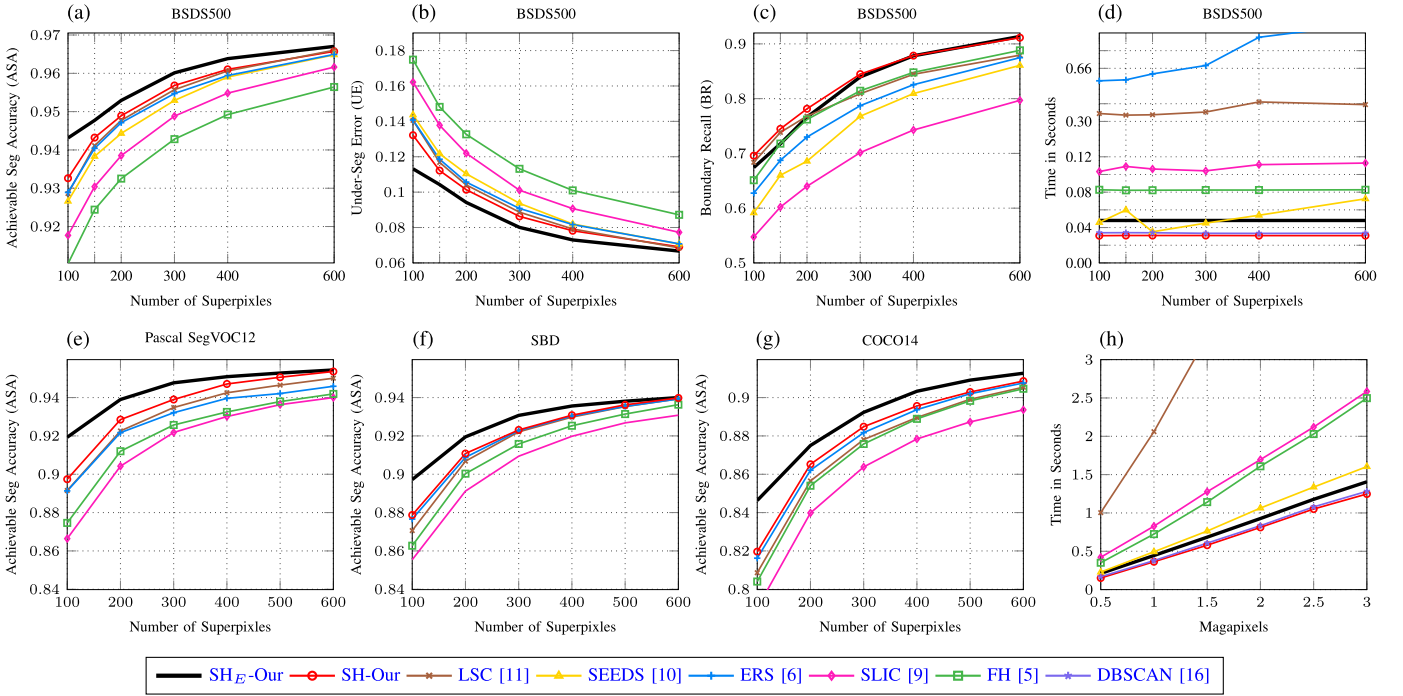 (a) BSDS500
Achievable Seg Accuracy (ASA)
0.97
0.96
0.95
0.94
0.93
0.92
100 200 300 400 600
Number of Superpixles
(b) BSDS500
Under-Seg Error (UE)
0.18
0.16
0.14
0.12
0.1
0.08
0.06
100 200 300 400 600
Number of Superpixles
(c) BSDS500
Boundary Recall (BR)
0.9
0.8
0.7
0.6
0.5
100 200 300 400 600
Number of Superpixles
(d) BSDS500
Time in Seconds
0.66
0.30
0.12
0.08
0.04
0.00
100 200 300 400 600
Number of Superpixels
(e) Pascal SegVOC12
Achievable Seg Accuracy (ASA)
0.94
0.92
0.9
0.88
0.86
0.84
100 200 300 400 500 600
Number of Superpixles
(f) SBD
Achievable Seg Accuracy (ASA)
0.94
0.92
0.9
0.88
0.86
0.84
100 200 300 400 500 600
Number of Superpixles
(g) COCO14
Achievable Seg Accuracy (ASA)
0.9
0.88
0.86
0.84
0.82
0.8
100 200 300 400 500 600
Number of Superpixles
(h)
Time in Seconds
3
2.5
2
1.5
1
0.5
0
0.5 1 1.5 2 2.5 3
Magapixels
SH_E-Our SH-Our LSC [11] SEEDS [10] ERS [6] SLIC [9] FH [5] DBSCAN [16]